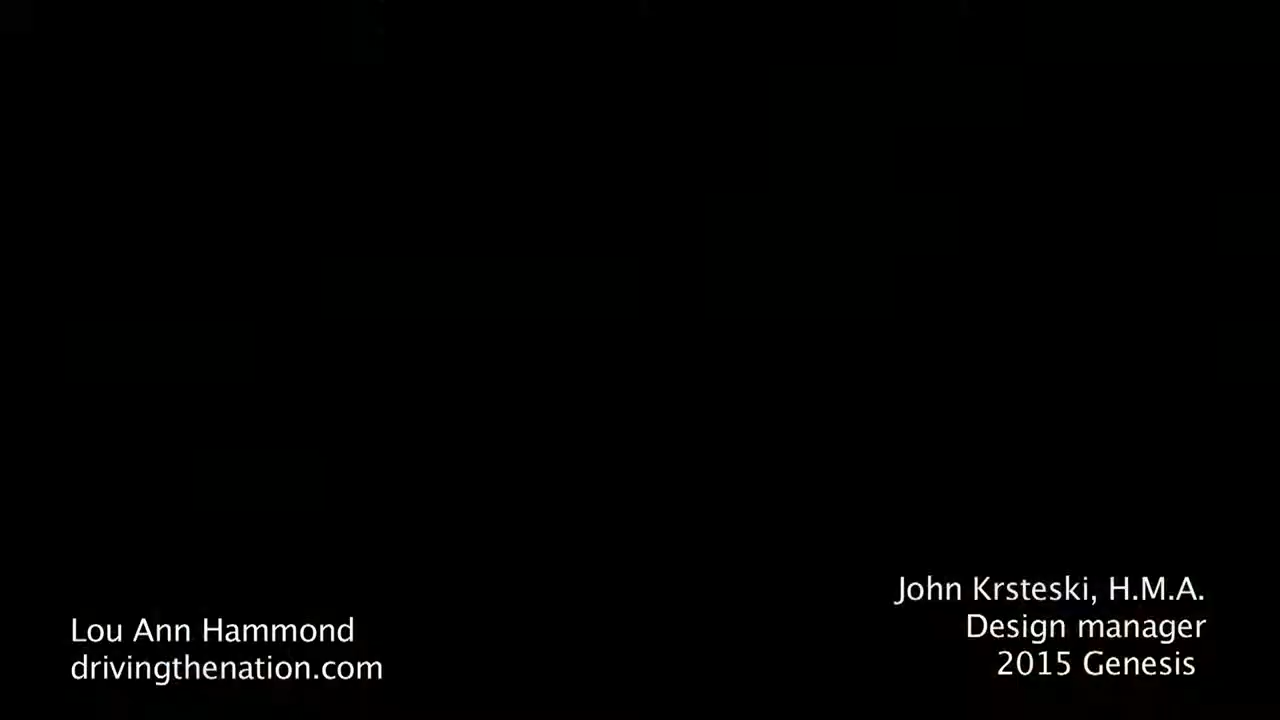 Lou Ann Hammond
drivingthenation.com
John Krsteski, H.M.A.
Design manager
2015 Genesis